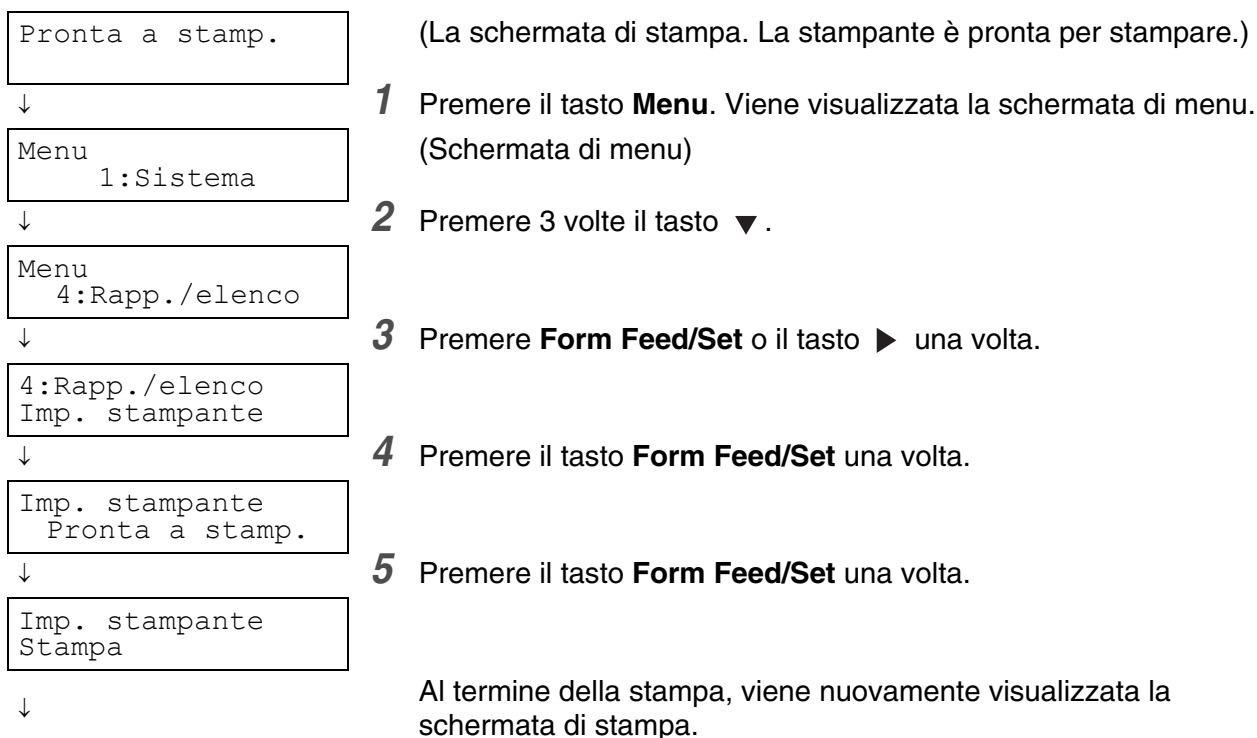 Pronta a stamp.
(La schermata di stampa. La stampante è pronta per stampare.)
↓
1 Premere il tasto Menu. Viene visualizzata la schermata di menu.
Menu
1:Sistema
(Schermata di menu)
↓
2 Premere 3 volte il tasto ▼ .
Menu
4:Rapp./elenco
↓
3 Premere Form Feed/Set o il tasto ▶ una volta.
4:Rapp./elenco
Imp. stampante
↓
4 Premere il tasto Form Feed/Set una volta.
Imp. stampante
Pronta a stamp.
↓
5 Premere il tasto Form Feed/Set una volta.
Imp. stampante
Stampa
↓
Al termine della stampa, viene nuovamente visualizzata la
schermata di stampa.